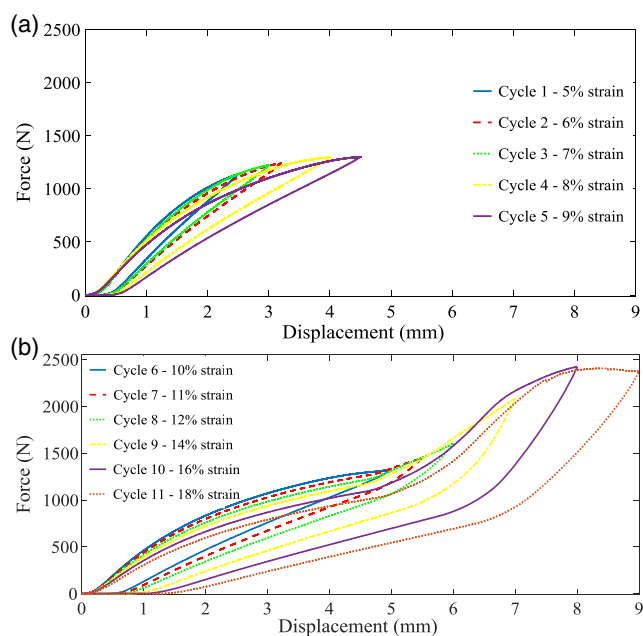 (a)
2500
2000
1500
1000
500
0
Force (N)
Cycle 1 - 5% strain
Cycle 2 - 6% strain
Cycle 3 - 7% strain
Cycle 4 - 8% strain
Cycle 5 - 9% strain
0 1 2 3 4 5 6 7 8 9
Displacement (mm)
(b)
2500
2000
1500
1000
500
0
Force (N)
Cycle 6 - 10% strain
Cycle 7 - 11% strain
Cycle 8 - 12% strain
Cycle 9 - 14% strain
Cycle 10 - 16% strain
Cycle 11 - 18% strain
0 1 2 3 4 5 6 7 8 9
Displacement (mm)